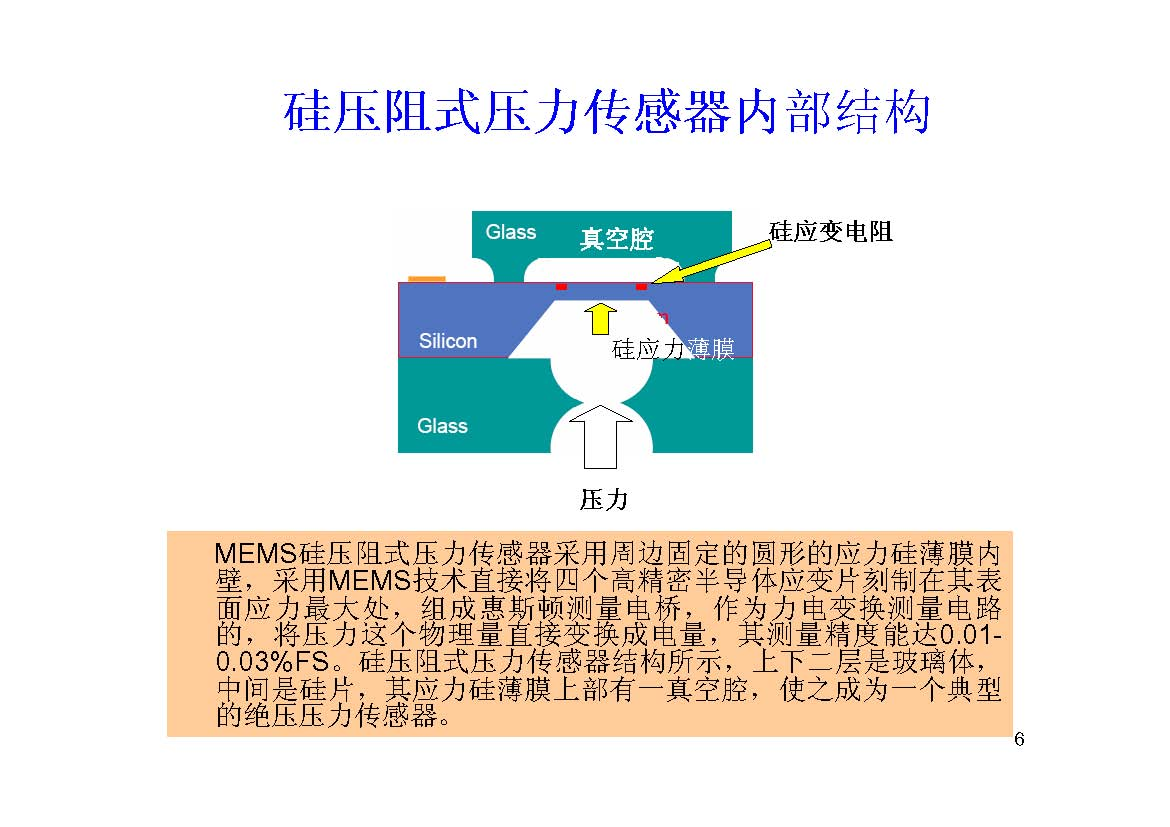 硅压阻式压力传感器内部结构
Glass
真空腔
硅应变电阻
n
Silicon
硅应力薄膜
Glass
压力
MEMS硅压阻式压力传感器采用周边固定的圆形的应力硅薄膜内
壁，采用MEMS技术直接将四个高精密半导体应变片刻制在其表
面应力最大处，组成惠斯顿测量电桥，作为力电变换测量电路
的，将压力这个物理量直接变换成电量，其测量精度能达0.01-
0.03%FS。硅压阻式压力传感器结构所示，上下二层是玻璃体，
中间是硅片，其应力硅薄膜上部有一真空腔，使之成为一个典型
的绝压压力传感器。
6